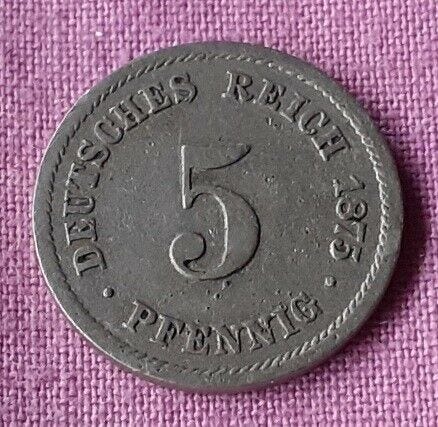 DEUTSCHES REICH 1875
5
· PFENNIG ·